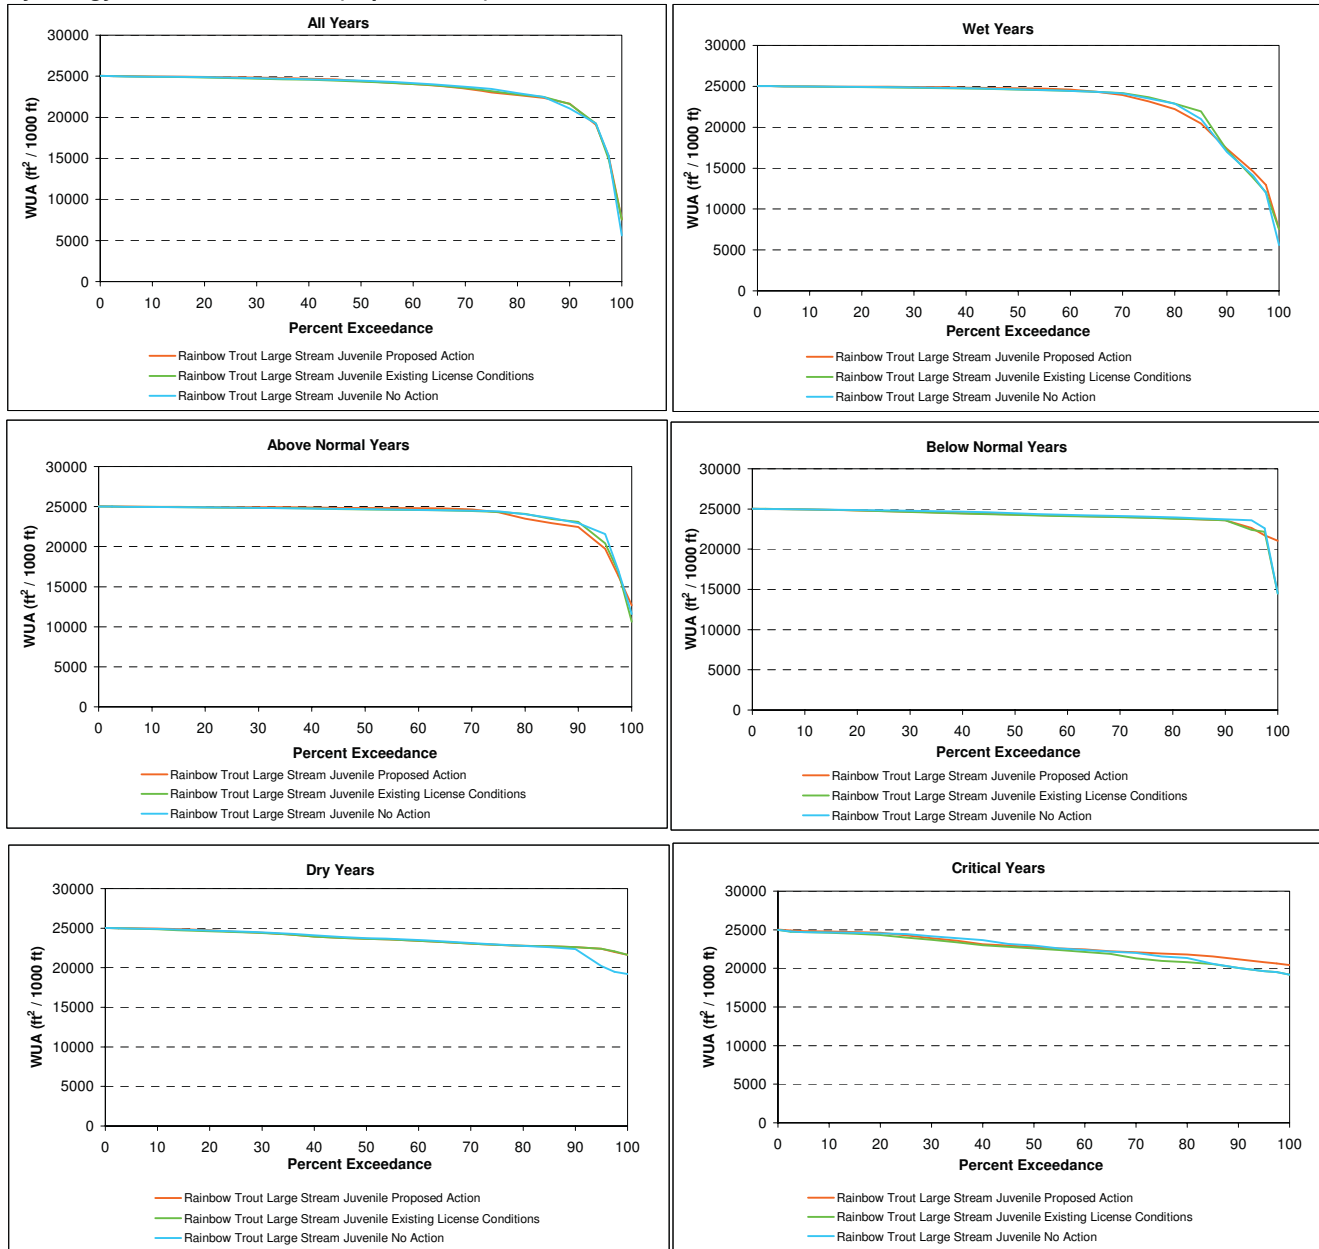 All Years
30000
25000
20000
15000
10000
5000
0
WUA (ft² / 1000 ft)
0 10 20 30 40 50 60 70 80 90 100
Percent Exceedance
Rainbow Trout Large Stream Juvenile Proposed Action
Rainbow Trout Large Stream Juvenile Existing License Conditions
Rainbow Trout Large Stream Juvenile No Action
Wet Years
30000
25000
20000
15000
10000
5000
0
WUA (ft² / 1000 ft)
0 10 20 30 40 50 60 70 80 90 100
Percent Exceedance
Rainbow Trout Large Stream Juvenile Proposed Action
Rainbow Trout Large Stream Juvenile Existing License Conditions
Rainbow Trout Large Stream Juvenile No Action
Above Normal Years
30000
25000
20000
15000
10000
5000
0
WUA (ft² / 1000 ft)
0 10 20 30 40 50 60 70 80 90 100
Percent Exceedance
Rainbow Trout Large Stream Juvenile Proposed Action
Rainbow Trout Large Stream Juvenile Existing License Conditions
Rainbow Trout Large Stream Juvenile No Action
Below Normal Years
30000
25000
20000
15000
10000
5000
0
WUA (ft² / 1000 ft)
0 10 20 30 40 50 60 70 80 90 100
Percent Exceedance
Rainbow Trout Large Stream Juvenile Proposed Action
Rainbow Trout Large Stream Juvenile Existing License Conditions
Rainbow Trout Large Stream Juvenile No Action
Dry Years
30000
25000
20000
15000
10000
5000
0
WUA (ft² / 1000 ft)
0 10 20 30 40 50 60 70 80 90 100
Percent Exceedance
Rainbow Trout Large Stream Juvenile Proposed Action
Rainbow Trout Large Stream Juvenile Existing License Conditions
Rainbow Trout Large Stream Juvenile No Action
Critical Years
30000
25000
20000
15000
10000
5000
0
WUA (ft² / 1000 ft)
0 10 20 30 40 50 60 70 80 90 100
Percent Exceedance
Rainbow Trout Large Stream Juvenile Proposed Action
Rainbow Trout Large Stream Juvenile Existing License Conditions
Rainbow Trout Large Stream Juvenile No Action